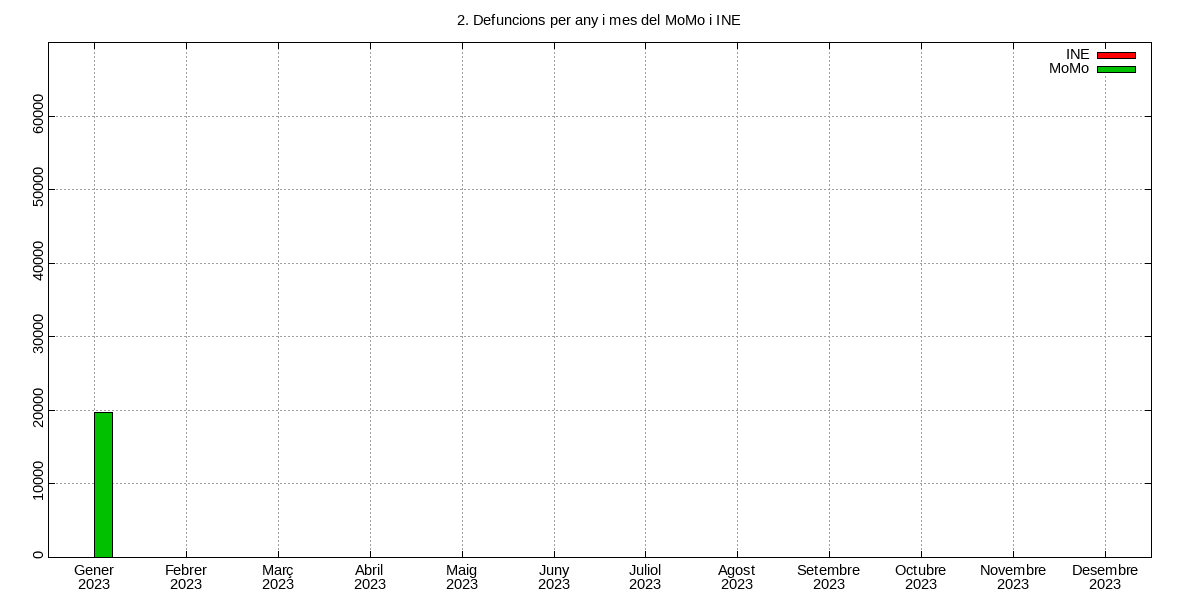 2. Defuncions per any i mes del MoMo i INE
INE
MoMo
60000
50000
40000
30000
20000
10000
0
Gener Febrer Març Abril Maig Juny Juliol Agost Setembre Octubre Novembre Desembre
2023 2023 2023 2023 2023 2023 2023 2023 2023 2023 2023 2023